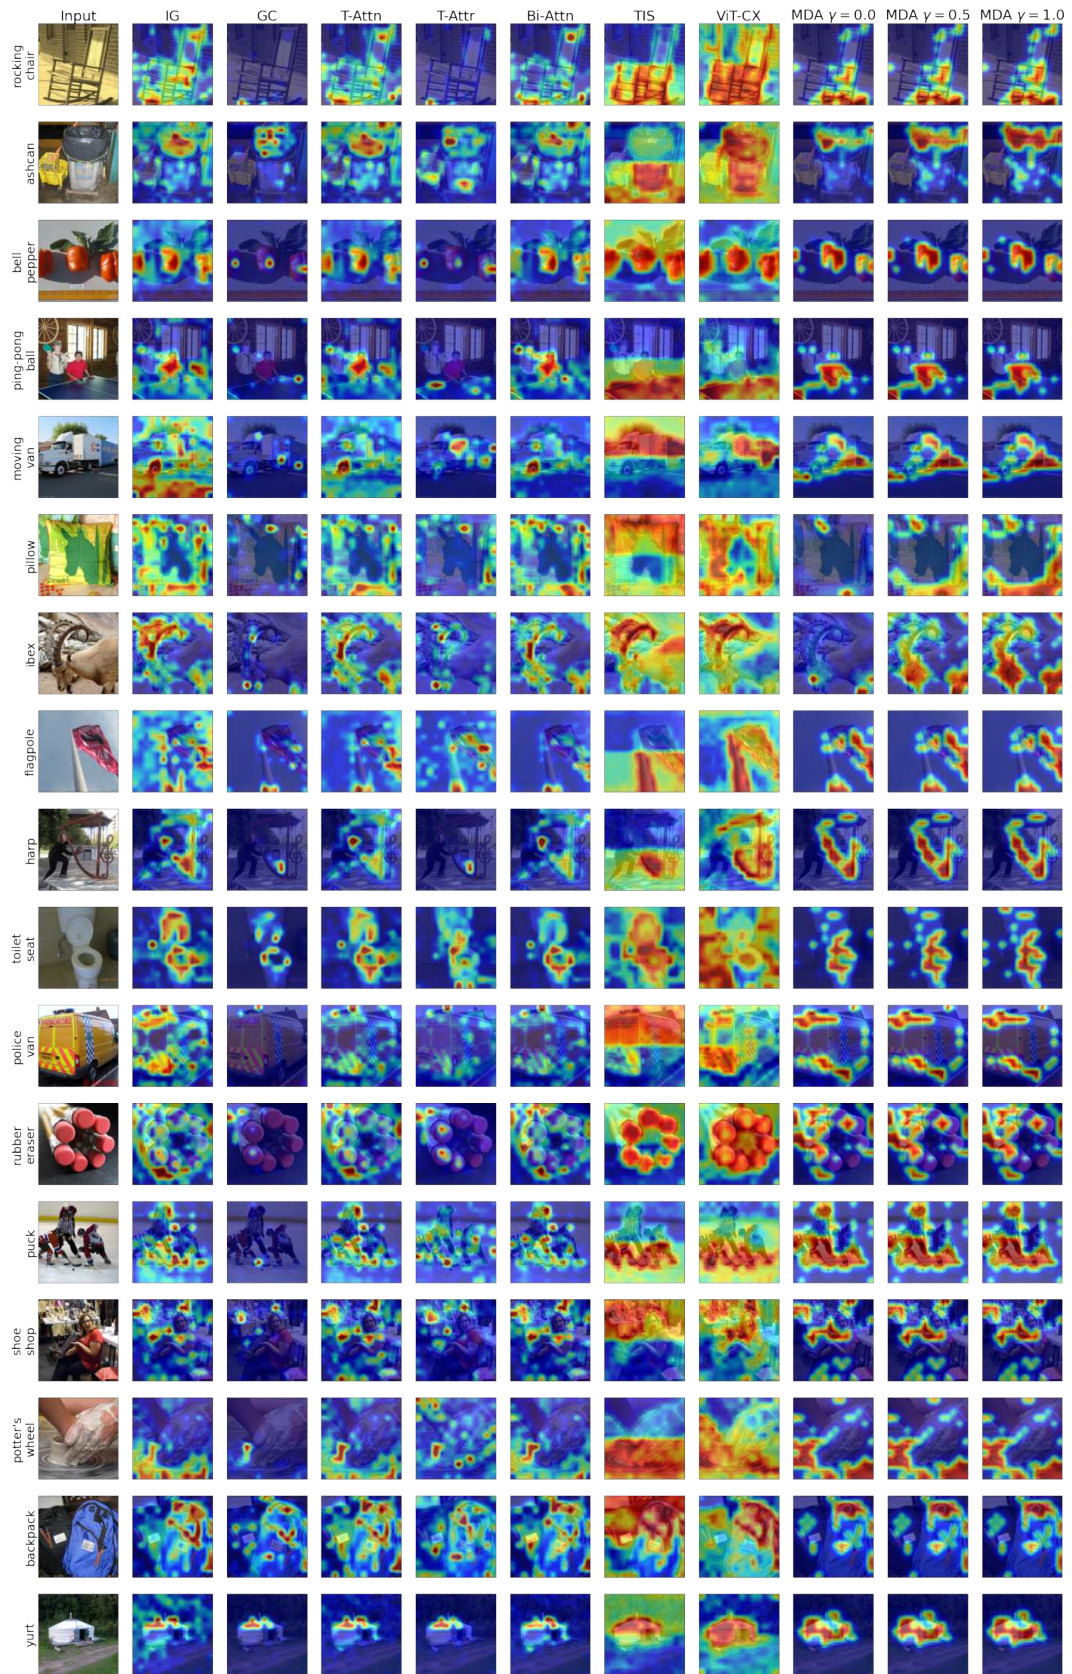 Input IG GC T-Attn T-Attr Bi-Attn TIS ViT-CX MDA γ = 0.0 MDA γ = 0.5 MDA γ = 1.0
rocking
chair
ashcan
bell
pepper
ping-pong
ball
moving
van
pillow
ibex
flagpole
harp
toilet
seat
police
van
POLICE
rubber
eraser
puck
shoe
shop
potter's
wheel
backpack
yurt